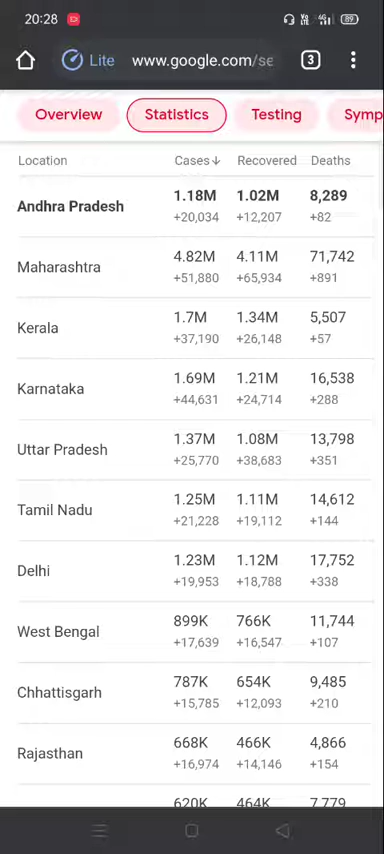 20:28 Vo LTE 4G 89
Lite www.google.com/se 3
Overview Statistics Testing Symp
Location Cases↓ Recovered Deaths
Andhra Pradesh 1.18M 1.02M 8,289
+20,034 +12,207 +82
Maharashtra 4.82M 4.11M 71,742
+51,880 +65,934 +891
Kerala 1.7M 1.34M 5,507
+37,190 +26,148 +57
Karnataka 1.69M 1.21M 16,538
+44,631 +24,714 +288
Uttar Pradesh 1.37M 1.08M 13,798
+25,770 +38,683 +351
Tamil Nadu 1.25M 1.11M 14,612
+21,228 +19,112 +144
Delhi 1.23M 1.12M 17,752
+19,953 +18,788 +338
West Bengal 899K 766K 11,744
+17,639 +16,547 +107
Chhattisgarh 787K 654K 9,485
+15,785 +12,093 +210
Rajasthan 668K 466K 4,866
+16,974 +14,146 +154
620K 464K 7,779